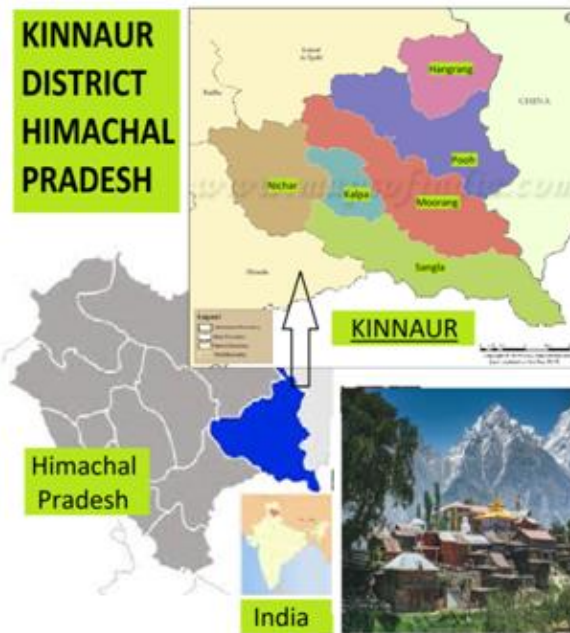 KINNAUR
DISTRICT
HIMACHAL
PRADESH
Hangrang
CHINA
Pooh
Nichar
Kalpa
Moorang
Sangla
KINNAUR
Himachal
Pradesh
India